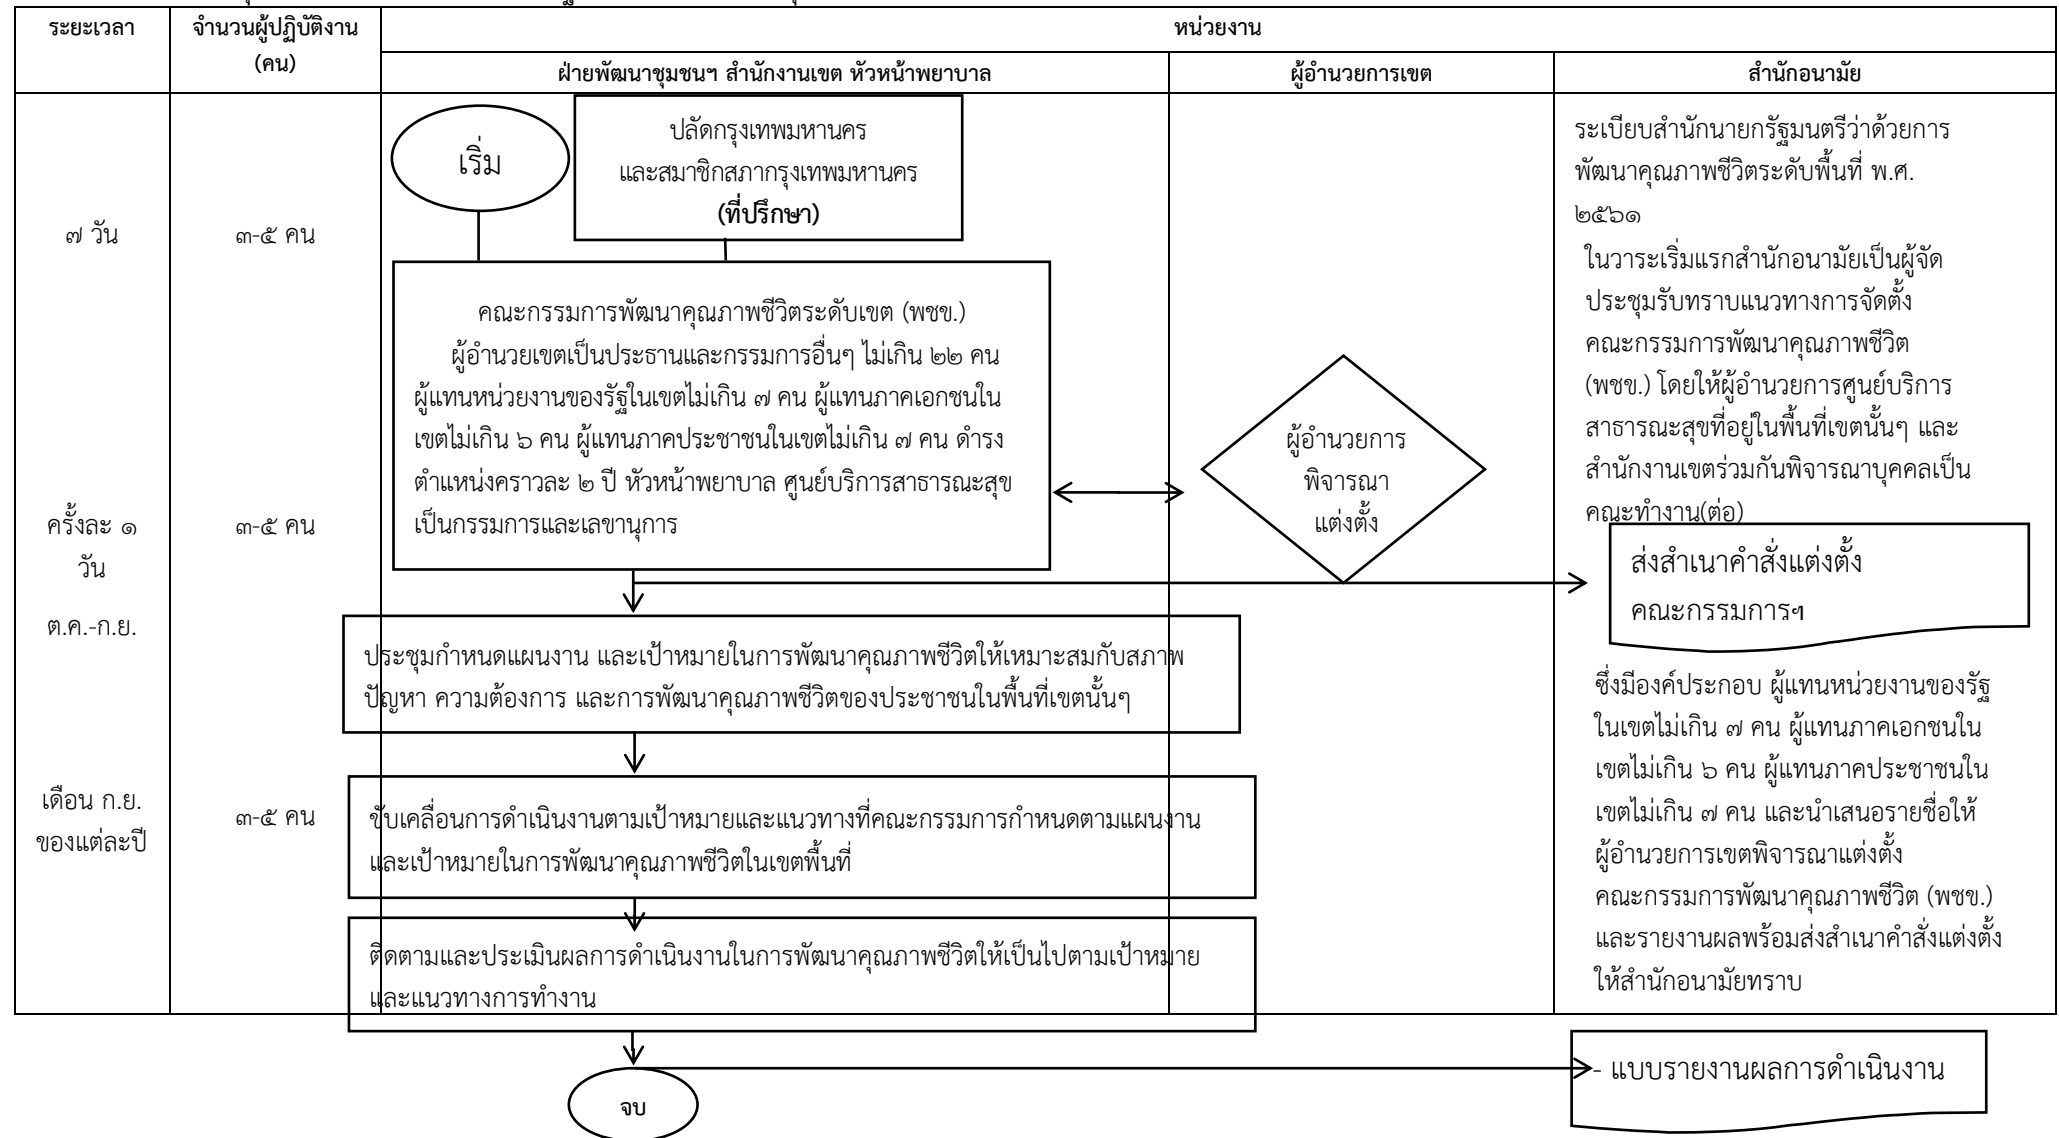 ระยะเวลา
จำนวนผู้ปฏิบัติงาน
(คน)
หน่วยงาน
ฝ่ายพัฒนาชุมชนฯ สำนักงานเขต หัวหน้าพยาบาล
ผู้อำนวยการเขต
สำนักอนามัย
๗ วัน
๓-๕ คน
ครั้งละ ๑
วัน
ต.ค.-ก.ย.
๓-๕ คน
เดือน ก.ย.
ของแต่ละปี
๓-๕ คน
เริ่ม
ปลัดกรุงเทพมหานคร
และสมาชิกสภากรุงเทพมหานคร
(ที่ปรึกษา)
คณะกรรมการพัฒนาคุณภาพชีวิตระดับเขต (พชข.)
ผู้อำนวยเขตเป็นประธานและกรรมการอื่นๆ ไม่เกิน ๒๒ คน
ผู้แทนหน่วยงานของรัฐในเขตไม่เกิน ๗ คน ผู้แทนภาคเอกชนใน
เขตไม่เกิน ๖ คน ผู้แทนภาคประชาชนในเขตไม่เกิน ๗ คน ดำรง
ตำแหน่งคราวละ ๒ ปี หัวหน้าพยาบาล ศูนย์บริการสาธารณะสุข
เป็นกรรมการและเลขานุการ
ผู้อำนวยการ
พิจารณา
แต่งตั้ง
ประชุมกำหนดแผนงาน และเป้าหมายในการพัฒนาคุณภาพชีวิตให้เหมาะสมกับสภาพ
ปัญหา ความต้องการ และการพัฒนาคุณภาพชีวิตของประชาชนในพื้นที่เขตนั้นๆ
ขับเคลื่อนการดำเนินงานตามเป้าหมายและแนวทางที่คณะกรรมการกำหนดตามแผนงาน
และเป้าหมายในการพัฒนาคุณภาพชีวิตในเขตพื้นที่
ติดตามและประเมินผลการดำเนินงานในการพัฒนาคุณภาพชีวิตให้เป็นไปตามเป้าหมาย
และแนวทางการทำงาน
จบ
ระเบียบสำนักนายกรัฐมนตรีว่าด้วยการ
พัฒนาคุณภาพชีวิตระดับพื้นที่ พ.ศ.
๒๕๖๑
ในวาระเริ่มแรกสำนักอนามัยเป็นผู้จัด
ประชุมรับทราบแนวทางการจัดตั้ง
คณะกรรมการพัฒนาคุณภาพชีวิต
(พชข.) โดยให้ผู้อำนวยการศูนย์บริการ
สาธารณะสุขที่อยู่ในพื้นที่เขตนั้นๆ และ
สำนักงานเขตร่วมกันพิจารณาบุคคลเป็น
คณะทำงาน(ต่อ)
ส่งสำเนาคำสั่งแต่งตั้ง
คณะกรรมการฯ
ซึ่งมีองค์ประกอบ ผู้แทนหน่วยงานของรัฐ
ในเขตไม่เกิน ๗ คน ผู้แทนภาคเอกชนใน
เขตไม่เกิน ๖ คน ผู้แทนภาคประชาชนใน
เขตไม่เกิน ๗ คน และนำเสนอรายชื่อให้
ผู้อำนวยการเขตพิจารณาแต่งตั้ง
คณะกรรมการพัฒนาคุณภาพชีวิต (พชข.)
และรายงานผลพร้อมส่งสำเนาคำสั่งแต่งตั้ง
ให้สำนักอนามัยทราบ
- แบบรายงานผลการดำเนินงาน